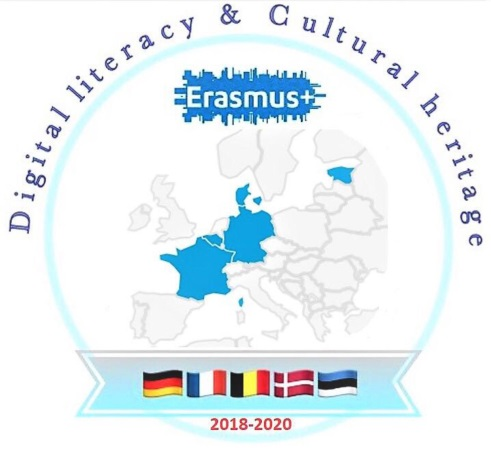 Digital literacy & Cultural heritage
Erasmus+
2018-2020